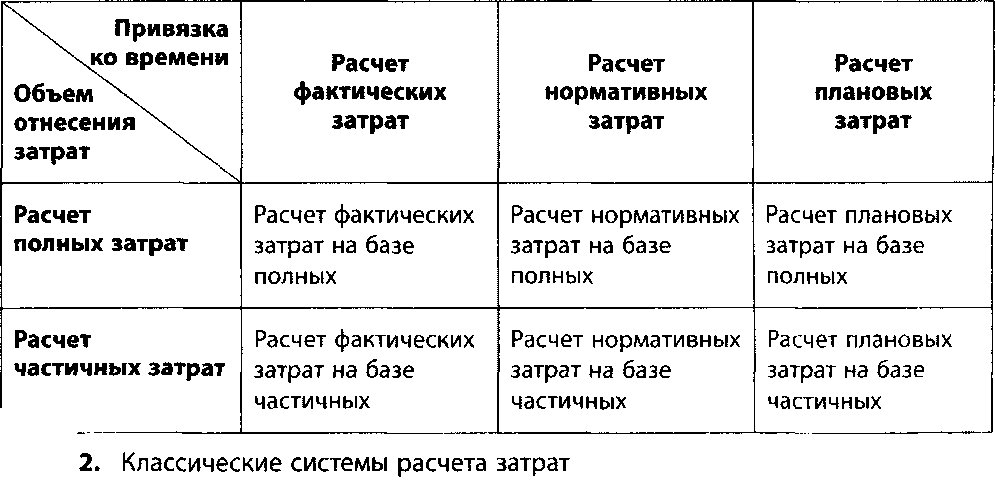 Привязка
ко времени
Объем
отнесения
затрат
Расчет
фактических
затрат
Расчет
нормативных
затрат
Расчет
плановых
затрат
Расчет
полных затрат
Расчет фактических
затрат на базе
полных
Расчет нормативных
затрат на базе
полных
Расчет плановых
затрат на базе
полных
Расчет
частичных затрат
Расчет фактических
затрат на базе
частичных
Расчет нормативных
затрат на базе
частичных
Расчет плановых
затрат на базе
частичных
2. Классические системы расчета затрат